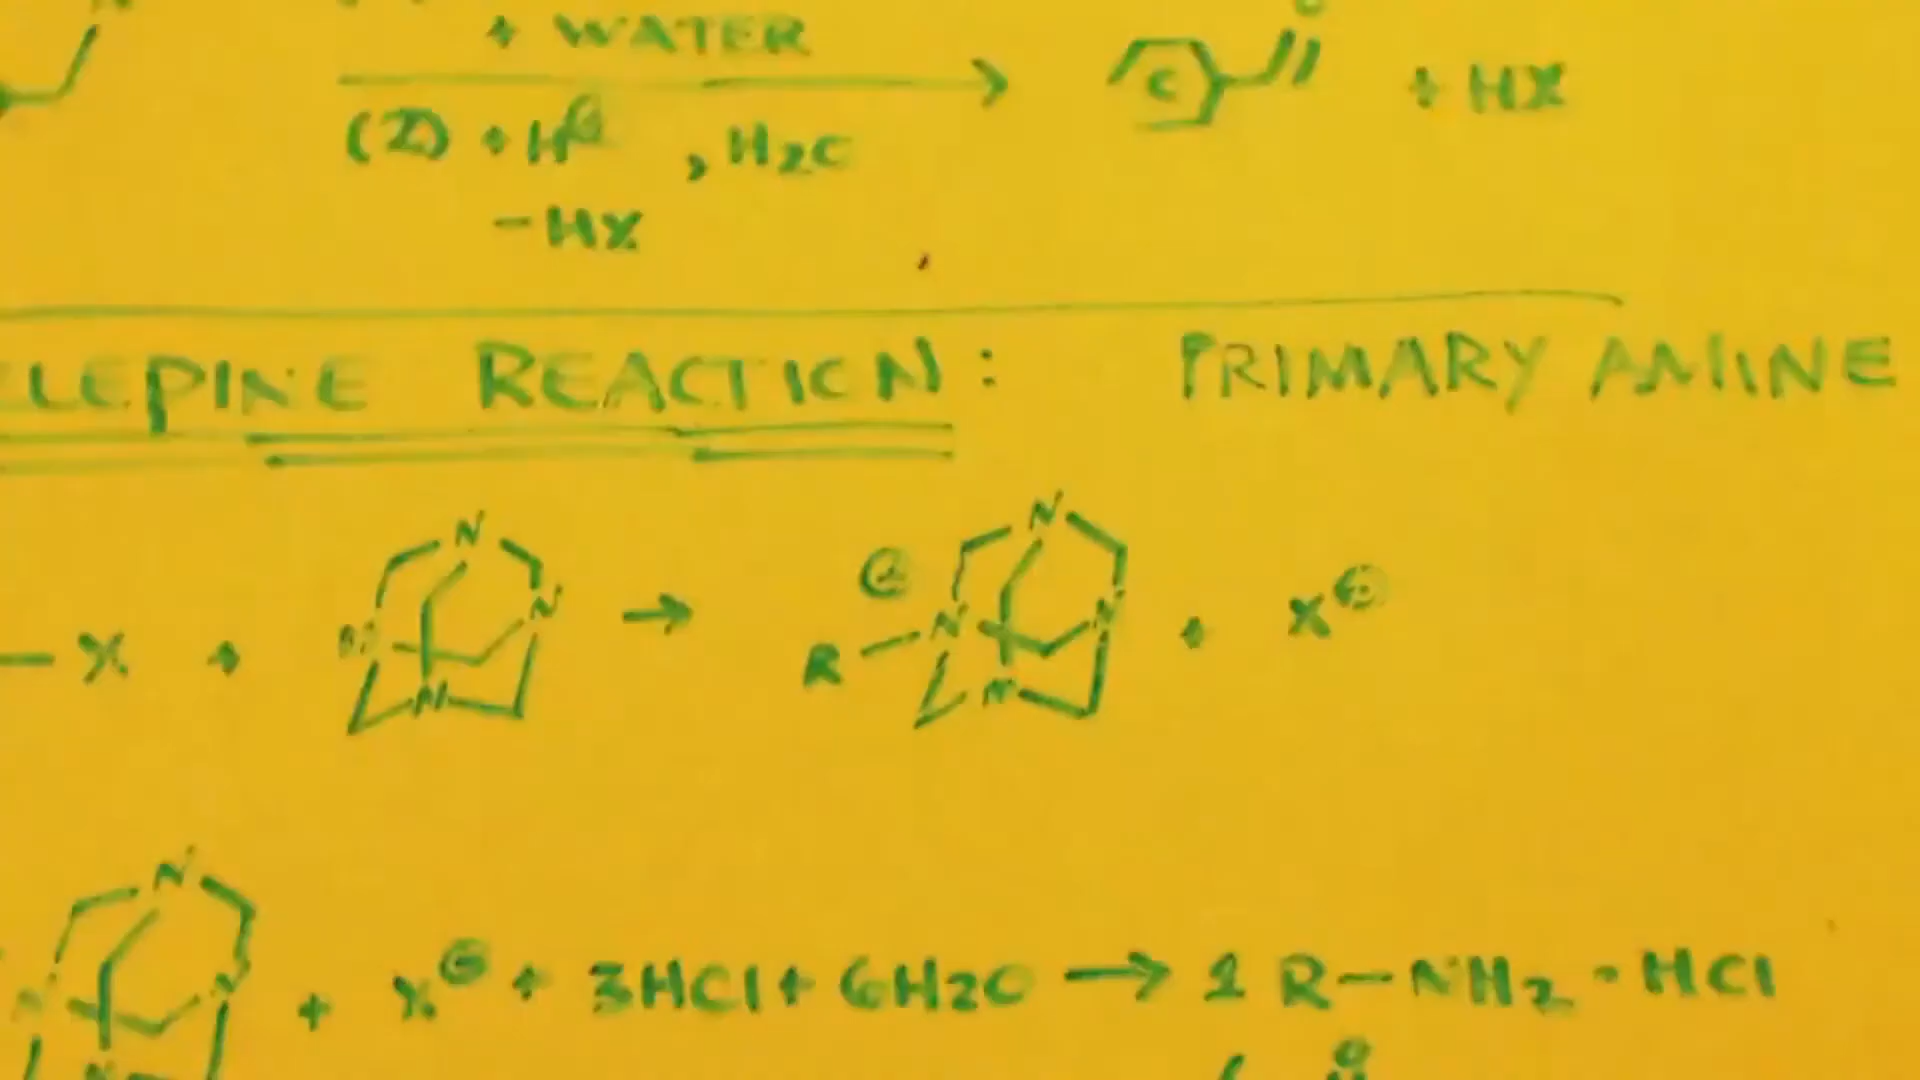 + WATER
C + HX
(2) + H⊕ , H2O
- HX
LEPINE REACTION : PRIMARY AMINE
N
N
N
N
— X + → R — N ⊕ N N N + X⊖
N
N N
N
+ X⊖ + 3HCl + 6H2O → 1 R — NH2 · HCl
O